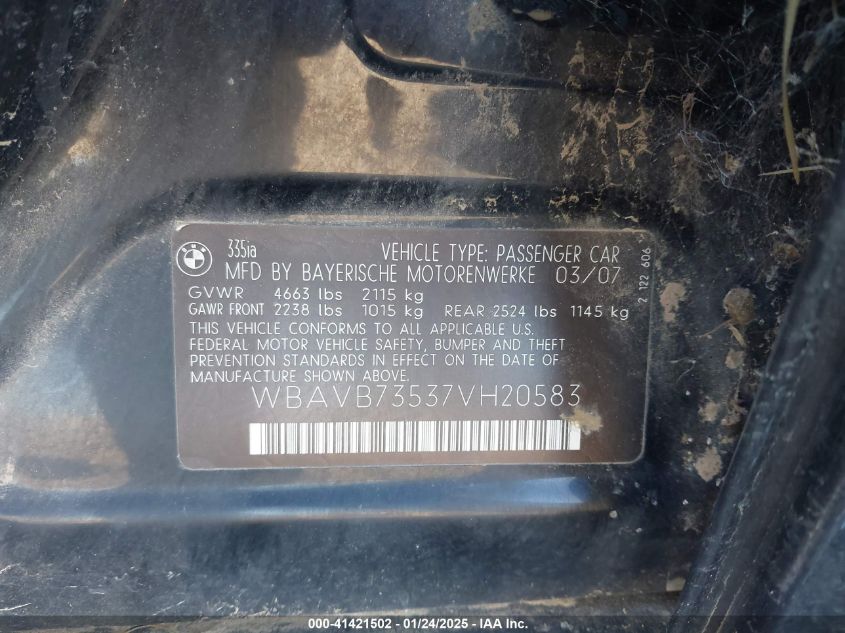 BMW
335ia
VEHICLE TYPE: PASSENGER CAR
MFD BY BAYERISCHE MOTORENWERKE 03/07
GVWR 4663 lbs 2115 kg
GAWR FRONT 2238 lbs 1015 kg REAR 2524 lbs 1145 kg
THIS VEHICLE CONFORMS TO ALL APPLICABLE U.S.
FEDERAL MOTOR VEHICLE SAFETY, BUMPER AND THEFT
PREVENTION STANDARDS IN EFFECT ON THE DATE OF
MANUFACTURE SHOWN ABOVE.
WBAVB73537VH20583
2 122 606
000-41421502 - 01/24/2025 - IAA Inc.